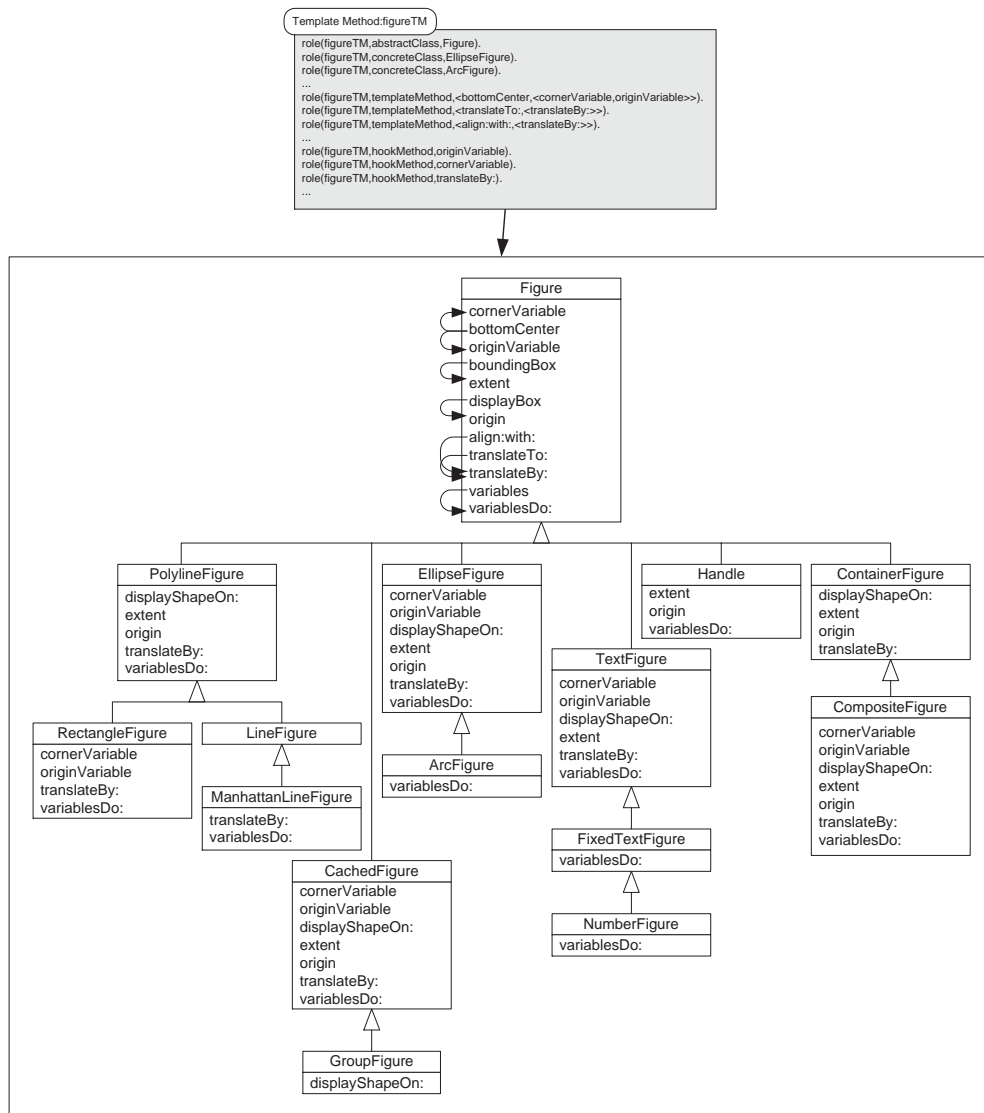 Template Method:figureTM
role(figureTM,abstractClass,Figure).
role(figureTM,concreteClass,EllipseFigure).
role(figureTM,concreteClass,ArcFigure).
...
role(figureTM,templateMethod,<bottomCenter,<cornerVariable,originVariable>>).
role(figureTM,templateMethod,<translateTo:,<translateBy:>>).
role(figureTM,templateMethod,<align:with:,<translateBy:>>).
...
role(figureTM,hookMethod,originVariable).
role(figureTM,hookMethod,cornerVariable).
role(figureTM,hookMethod,translateBy:).
...
Figure
cornerVariable
bottomCenter
originVariable
boundingBox
extent
displayBox
origin
align:with:
translateTo:
translateBy:
variables
variablesDo:
PolylineFigure
displayShapeOn:
extent
origin
translateBy:
variablesDo:
EllipseFigure
cornerVariable
originVariable
displayShapeOn:
extent
origin
translateBy:
variablesDo:
Handle
extent
origin
variablesDo:
ContainerFigure
displayShapeOn:
extent
origin
translateBy:
TextFigure
cornerVariable
originVariable
displayShapeOn:
extent
translateBy:
variablesDo:
CompositeFigure
cornerVariable
originVariable
displayShapeOn:
extent
origin
translateBy:
variablesDo:
RectangleFigure
cornerVariable
originVariable
translateBy:
variablesDo:
LineFigure
ArcFigure
variablesDo:
ManhattanLineFigure
translateBy:
variablesDo:
FixedTextFigure
variablesDo:
CachedFigure
cornerVariable
originVariable
displayShapeOn:
extent
origin
translateBy:
variablesDo:
NumberFigure
variablesDo:
GroupFigure
displayShapeOn: